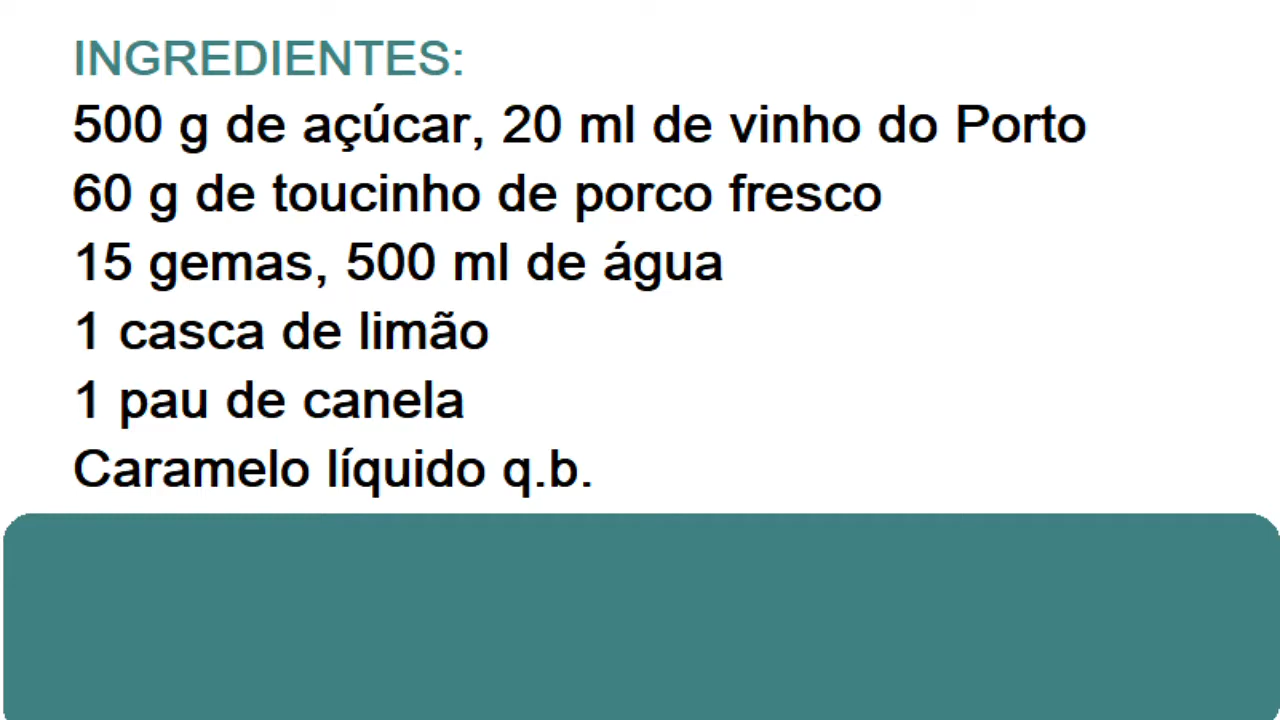 INGREDIENTES:
500 g de açúcar, 20 ml de vinho do Porto
60 g de toucinho de porco fresco
15 gemas, 500 ml de água
1 casca de limão
1 pau de canela
Caramelo líquido q.b.